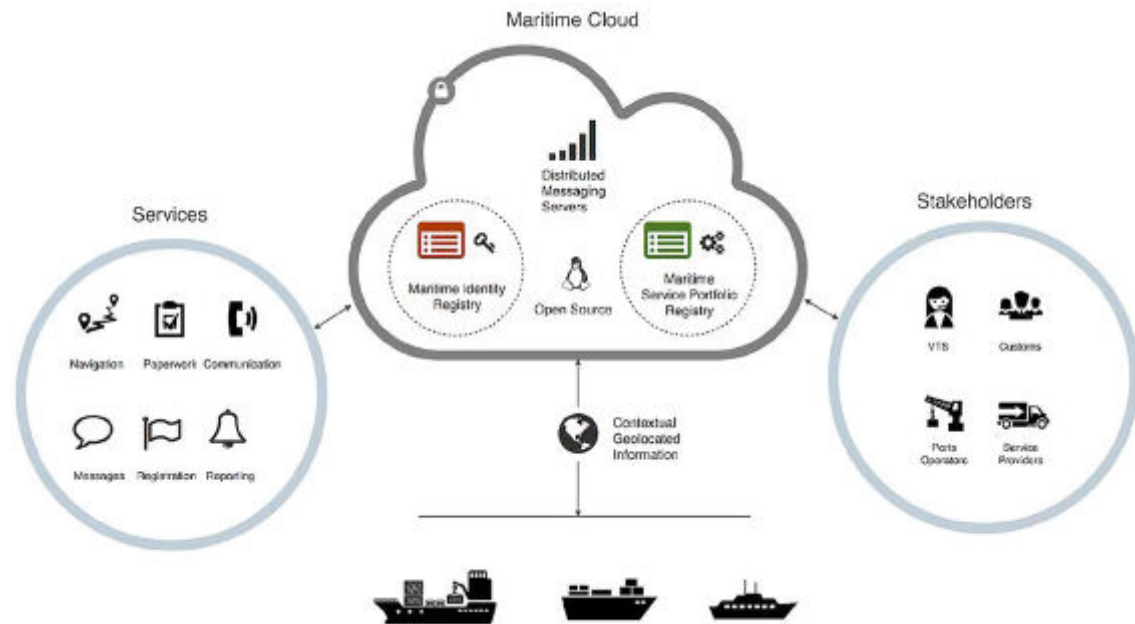 Maritime Cloud
Distributed
Messaging
Servers
Maritime Identity
Registry
Open Source
Maritime
Service Portfolio
Registry
Services
Navigation
Paperwork
Communication
Messages
Registration
Reporting
Stakeholders
VTS
Customs
Ports
Operators
Service
Providers
Contextual
Geolocated
Information